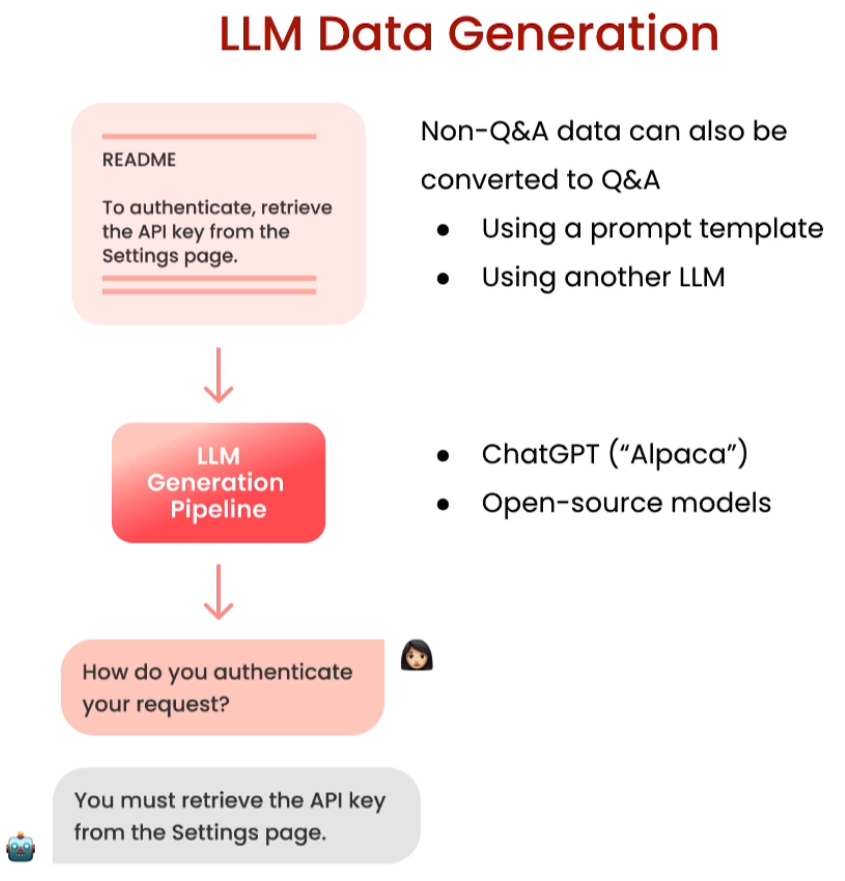 LLM Data Generation
README
To authenticate, retrieve
the API key from the
Settings page.
Non-Q&A data can also be
converted to Q&A
● Using a prompt template
● Using another LLM
LLM
Generation
Pipeline
● ChatGPT (“Alpaca”)
● Open-source models
How do you authenticate
your request?
You must retrieve the API key
from the Settings page.